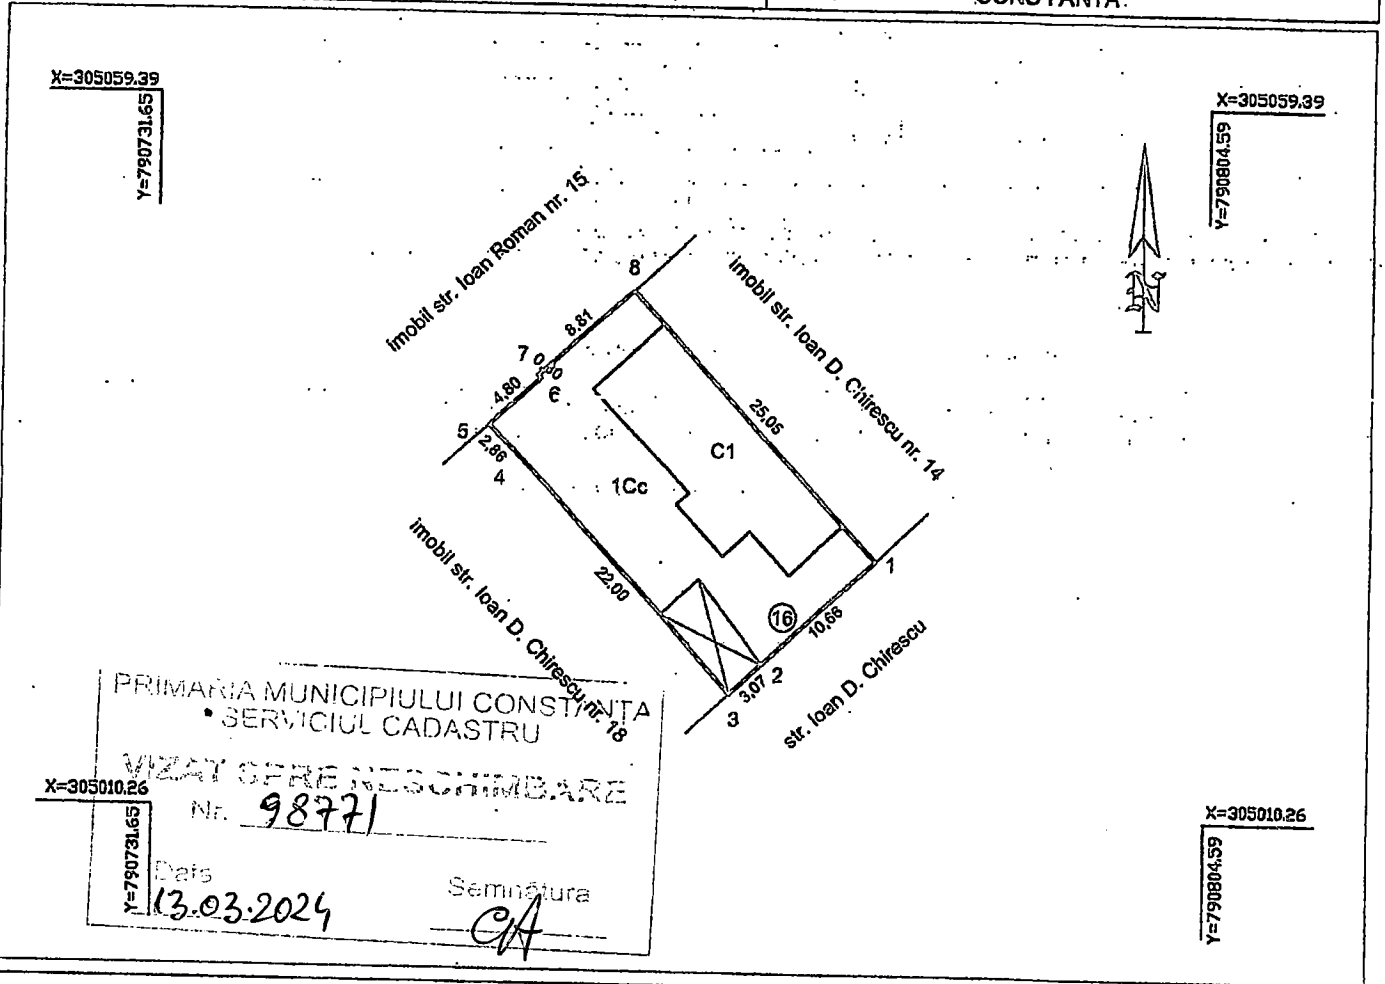 CONSTANTA
X=305059.39
Y=790731.65
X=305059.39
Y=790804.59
N
imobil str. Ioan Roman nr. 15
8
imobil str. Ioan D. Chirescu nr. 14
8.81
7
6
4.80
5
2.86
4
25.05
C1
1Cc
imobil str. Ioan D. Chirescu nr. 18
22.00
1
16
10.66
2
3.07
3
str. Ioan D. Chirescu
PRIMARIA MUNICIPIULUI CONSTANTA
SERVICIUL CADASTRU
VIZAT SPRE NESCHIMBARE
Nr. 98771
Data
13.03.2024
Semnătura
X=305010.26
Y=790731.65
X=305010.26
Y=790804.59